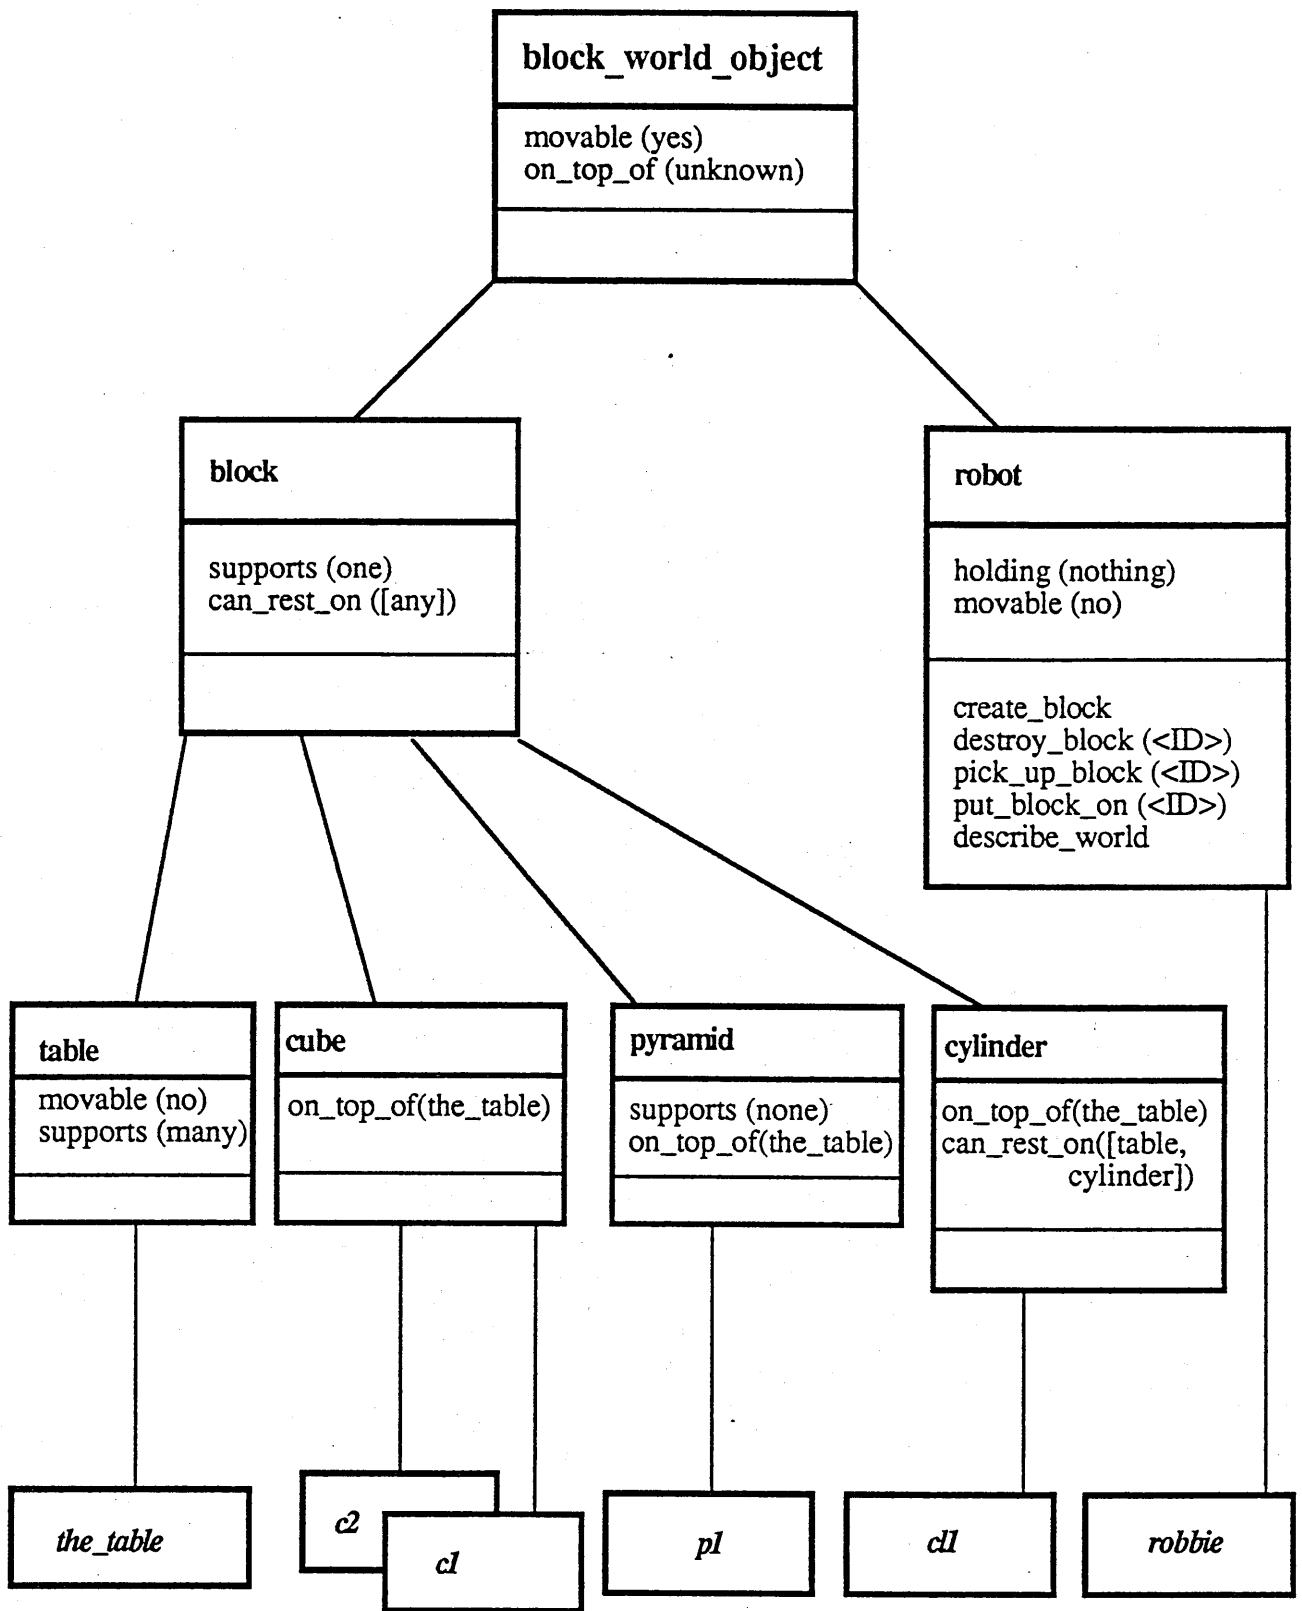 block_world_object
movable (yes)
on_top_of (unknown)
block
supports (one)
can_rest_on ([any])
robot
holding (nothing)
movable (no)
create_block
destroy_block (<ID>)
pick_up_block (<ID>)
put_block_on (<ID>)
describe_world
table
movable (no)
supports (many)
cube
on_top_of(the_table)
pyramid
supports (none)
on_top_of(the_table)
cylinder
on_top_of(the_table)
can_rest_on([table,
cylinder])
the_table
c2
c1
p1
cl1
robbie